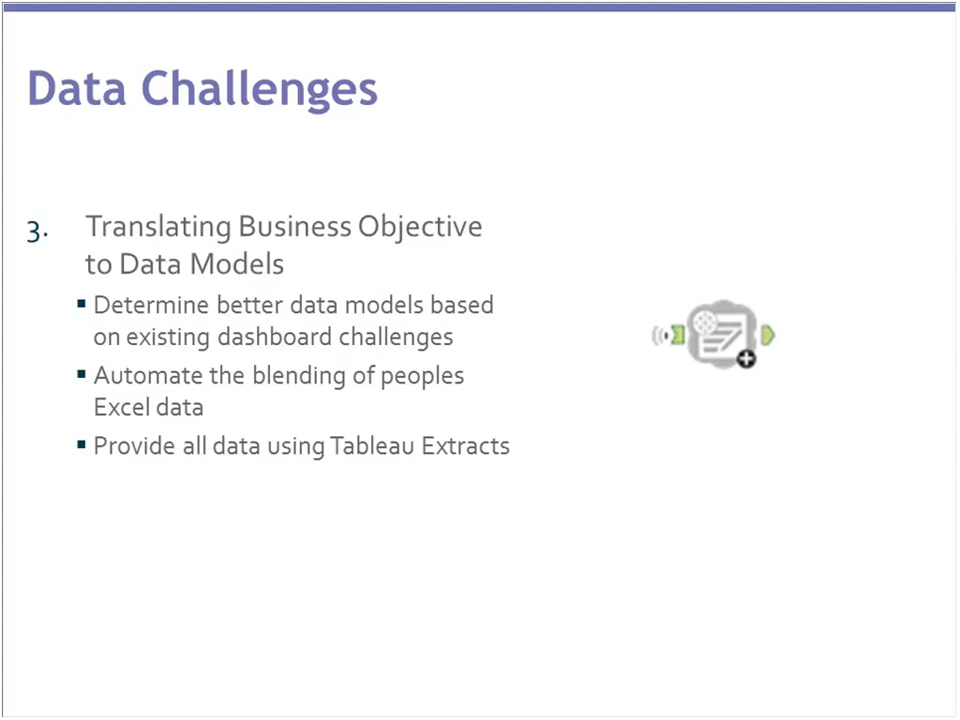 Data Challenges
3. Translating Business Objective
to Data Models
▪ Determine better data models based
on existing dashboard challenges
▪ Automate the blending of peoples
Excel data
▪ Provide all data using Tableau Extracts